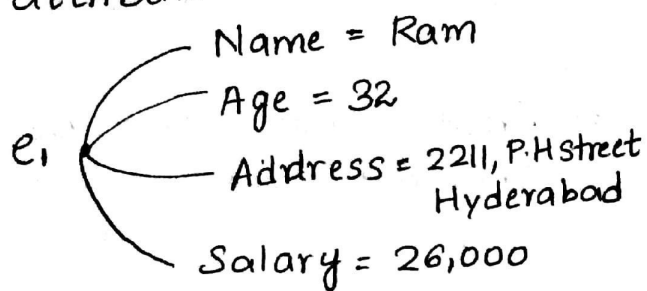 Name = Ram
Age = 32
e₁
Address = 2211, P.H street
Hyderabad
Salary = 26,000